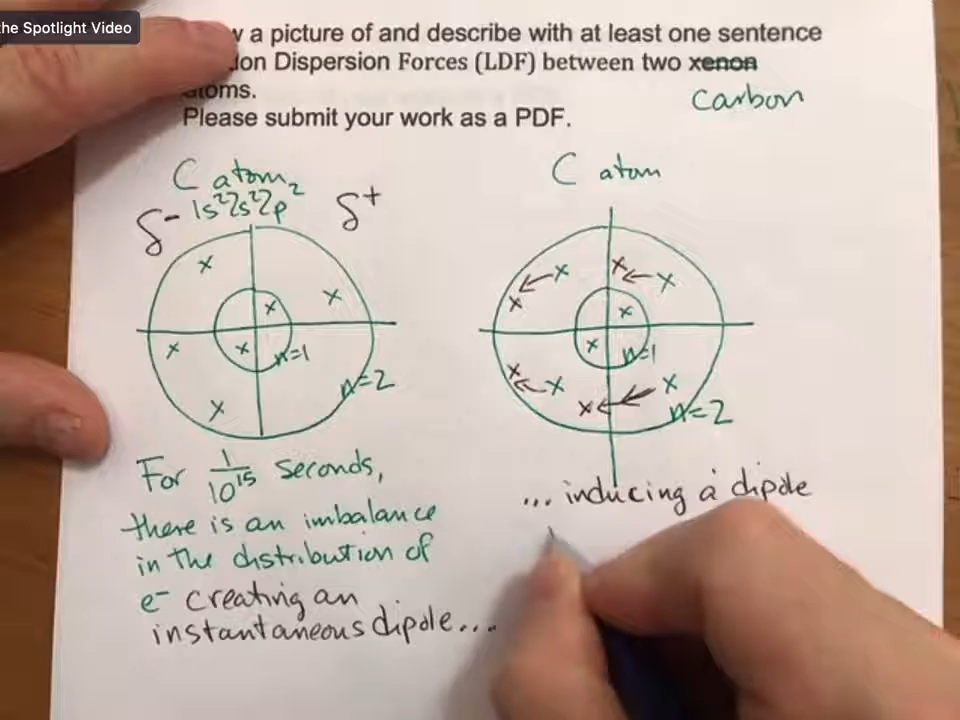 the Spotlight Video
a picture of and describe with at least one sentence
Dispersion Forces (LDF) between two xenon
atoms.
Carbon
Please submit your work as a PDF.
C atom
1s²2s²2p²
δ- δ+
n=1
n=2
For 1/10¹⁵ seconds,
there is an imbalance
in the distribution of
e- creating an
instantaneous dipole...
C atom
n=1
n=2
... inducing a dipole